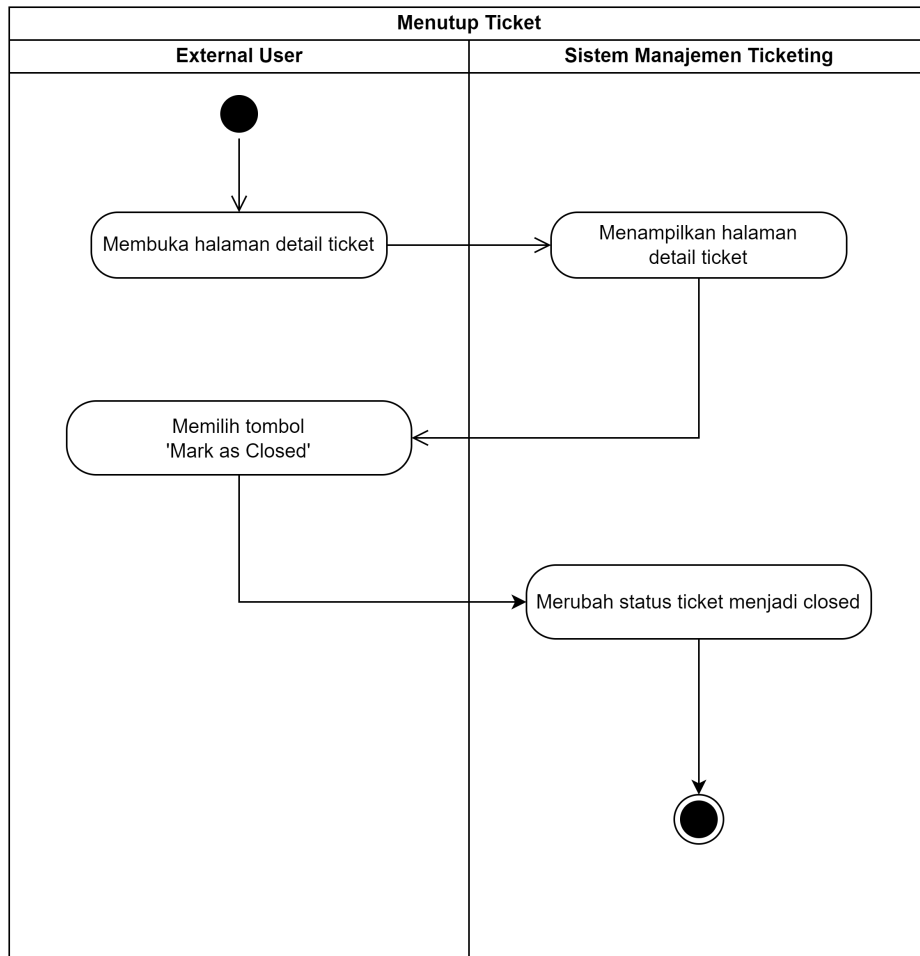 Menutup Ticket
External User
Sistem Manajemen Ticketing
Membuka halaman detail ticket
Menampilkan halaman
detail ticket
Memilih tombol
'Mark as Closed'
Merubah status ticket menjadi closed